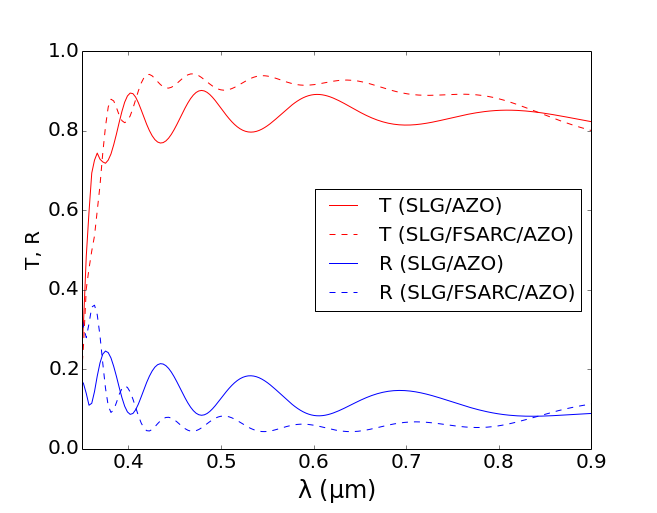 1.0
0.8
0.6
0.4
0.2
0.0
T, R
T (SLG/AZO)
T (SLG/FSARC/AZO)
R (SLG/AZO)
R (SLG/FSARC/AZO)
0.4 0.5 0.6 0.7 0.8 0.9
λ (μm)